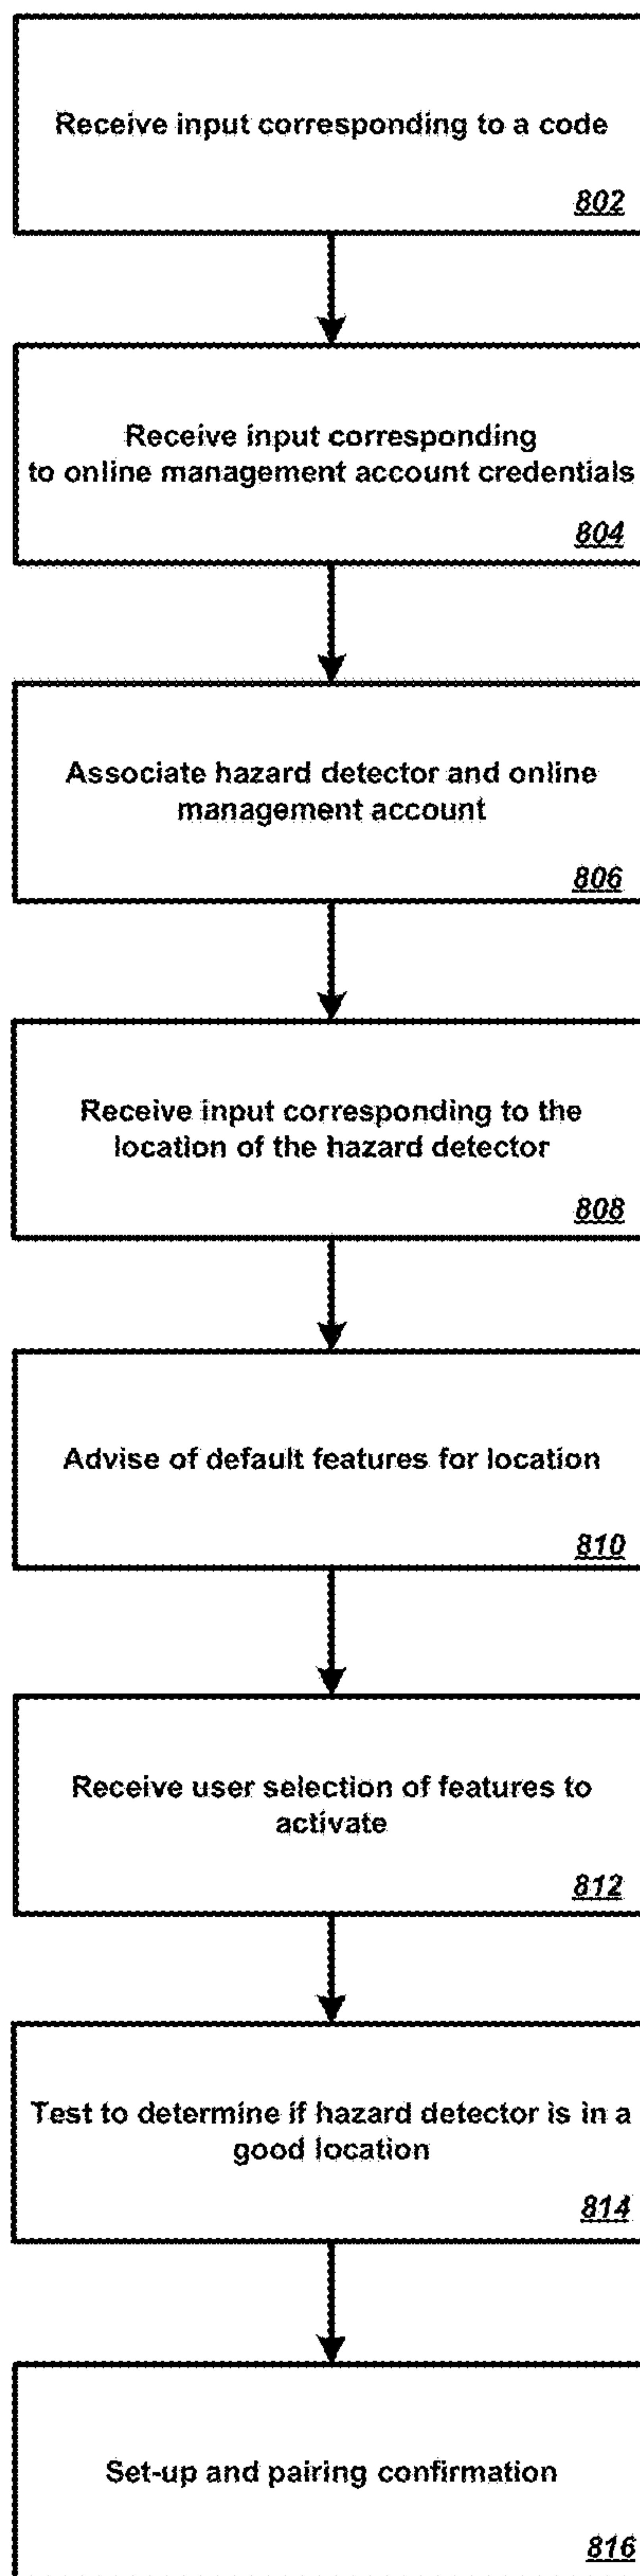 Receive input corresponding to a code
802
Receive input corresponding
to online management account credentials
804
Associate hazard detector and online
management account
806
Receive input corresponding to the
location of the hazard detector
808
Advise of default features for location
810
Receive user selection of features to
activate
812
Test to determine if hazard detector is in a
good location
814
Set-up and pairing confirmation
816